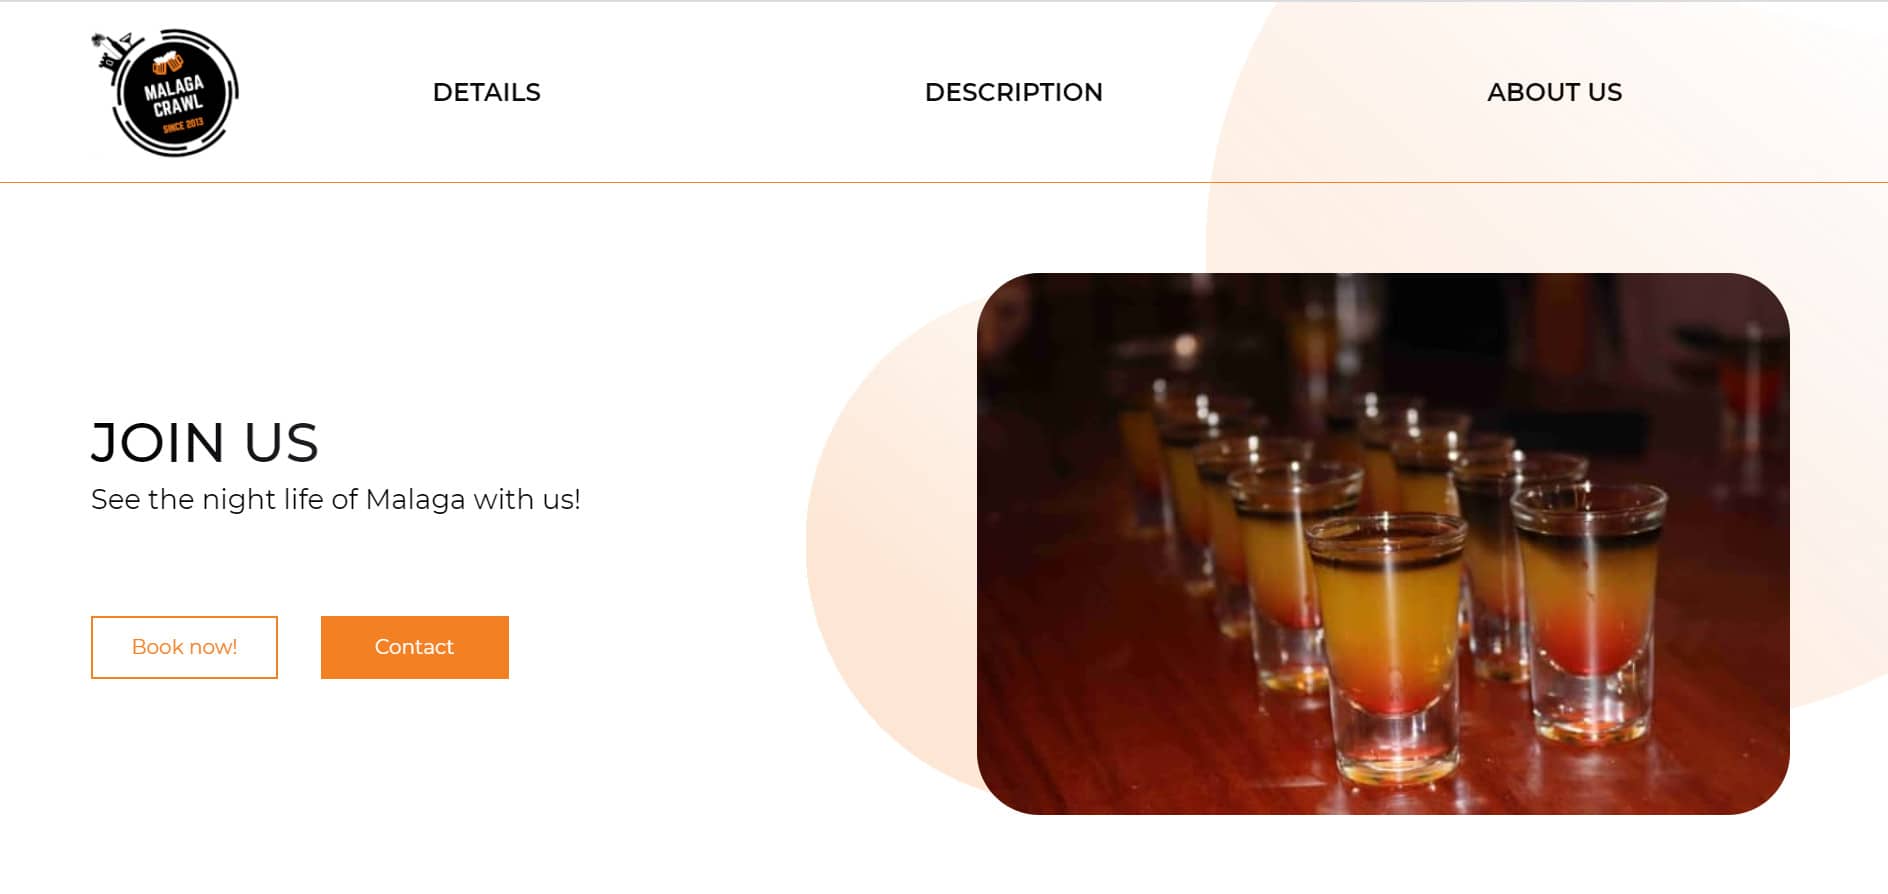 MALAGA
CRAWL
SINCE 2013
DETAILS
DESCRIPTION
ABOUT US
JOIN US
See the night life of Malaga with us!
Book now!
Contact